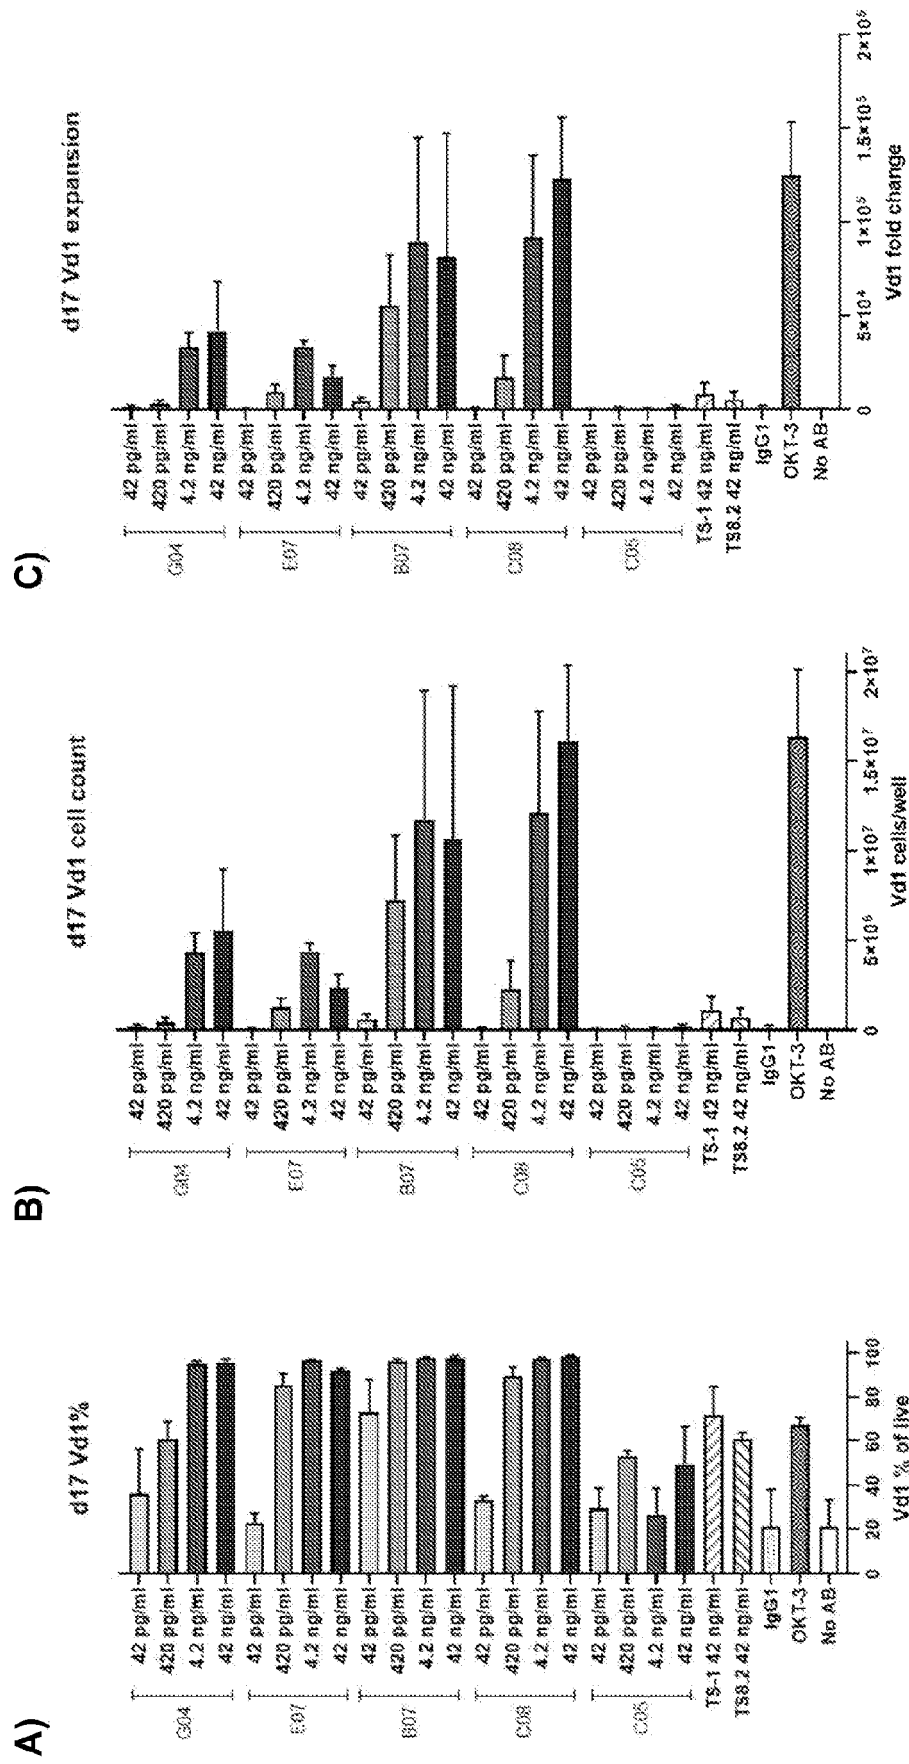 A)
d17 Vd1%
G04
42 pg/ml
420 pg/ml
4.2 ng/ml
42 ng/ml
E07
42 pg/ml
420 pg/ml
4.2 ng/ml
42 ng/ml
B07
42 pg/ml
420 pg/ml
4.2 ng/ml
42 ng/ml
C08
42 pg/ml
420 pg/ml
4.2 ng/ml
42 ng/ml
C05
42 pg/ml
420 pg/ml
4.2 ng/ml
42 ng/ml
TS-1 42 ng/ml
TS8.2 42 ng/ml
IgG1
OKT-3
No AB
0 20 40 60 80 100
Vd1 % of live
B)
d17 Vd1 cell count
G04
42 pg/ml
420 pg/ml
4.2 ng/ml
42 ng/ml
E07
42 pg/ml
420 pg/ml
4.2 ng/ml
42 ng/ml
B07
42 pg/ml
420 pg/ml
4.2 ng/ml
42 ng/ml
C08
42 pg/ml
420 pg/ml
4.2 ng/ml
42 ng/ml
C05
42 pg/ml
420 pg/ml
4.2 ng/ml
42 ng/ml
TS-1 42 ng/ml
TS8.2 42 ng/ml
IgG1
OKT-3
No AB
0 5×10⁶ 1×10⁷ 1.5×10⁷ 2×10⁷
Vd1 cells/well
C)
d17 Vd1 expansion
G04
42 pg/ml
420 pg/ml
4.2 ng/ml
42 ng/ml
E07
42 pg/ml
420 pg/ml
4.2 ng/ml
42 ng/ml
B07
42 pg/ml
420 pg/ml
4.2 ng/ml
42 ng/ml
C08
42 pg/ml
420 pg/ml
4.2 ng/ml
42 ng/ml
C05
42 pg/ml
420 pg/ml
4.2 ng/ml
42 ng/ml
TS-1 42 ng/ml
TS8.2 42 ng/ml
IgG1
OKT-3
No AB
0 5×10⁴ 1×10⁵ 1.5×10⁵ 2×10⁵
Vd1 fold change